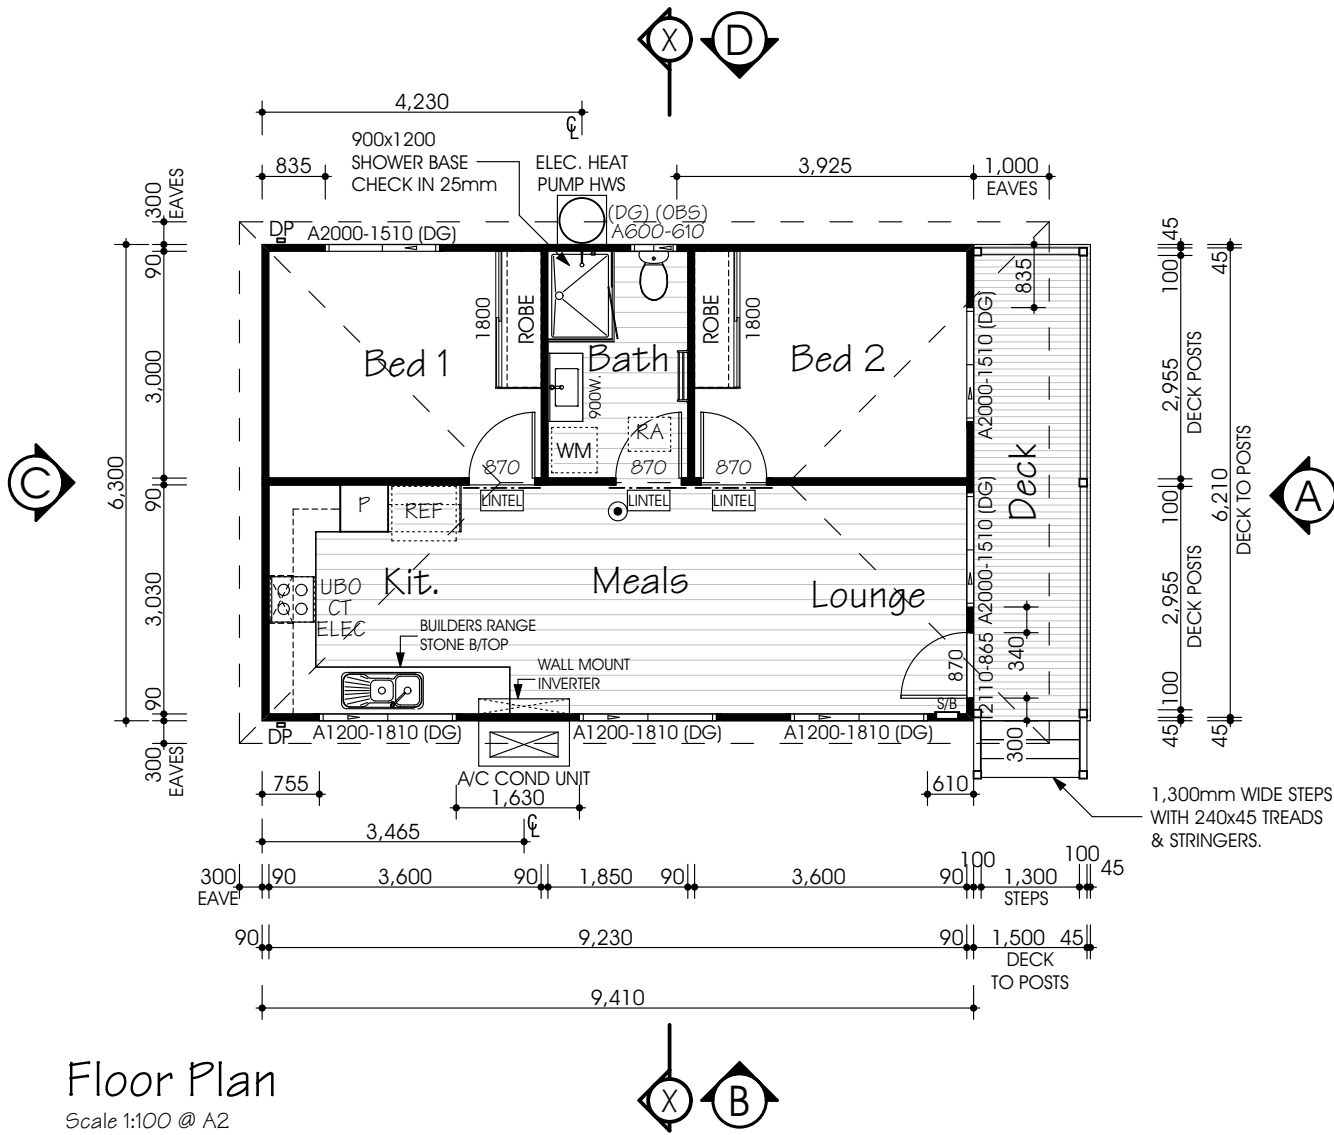 X
D
4,230
℄
900x1200
SHOWER BASE
CHECK IN 25mm
ELEC. HEAT
PUMP HWS
835
3,925
1,000
EAVES
300
EAVES
DP
A2000-1510 (DG)
(DG) (OBS)
A600-610
45
90
100
45
835
1800
ROBE
ROBE
1800
Bed 1
Bath
Bed 2
A2000-1510 (DG)
3,000
2,955
DECK POSTS
900W.
WM
RA
870
870
870
Deck
C
6,300
90
LINTEL
LINTEL
LINTEL
P
REF
100
6,210
DECK TO POSTS
A
A2000-1510 (DG)
3,030
UBO
CT
ELEC
Kit.
Meals
Lounge
2,955
DECK POSTS
BUILDERS RANGE
STONE B/TOP
WALL MOUNT
INVERTER
870
2110-865
340
S/B
90
100
300
EAVES
DP
A1200-1810 (DG)
A1200-1810 (DG)
A1200-1810 (DG)
300
45
45
A/C COND UNIT
755
1,630
610
1,300mm WIDE STEPS
WITH 240x45 TREADS
& STRINGERS.
3,465
℄
300
EAVE
90
3,600
90
1,850
90
3,600
90
100
1,300
STEPS
100
45
90
9,230
90
1,500
DECK
TO POSTS
45
9,410
Floor Plan
Scale 1:100 @ A2
X
B